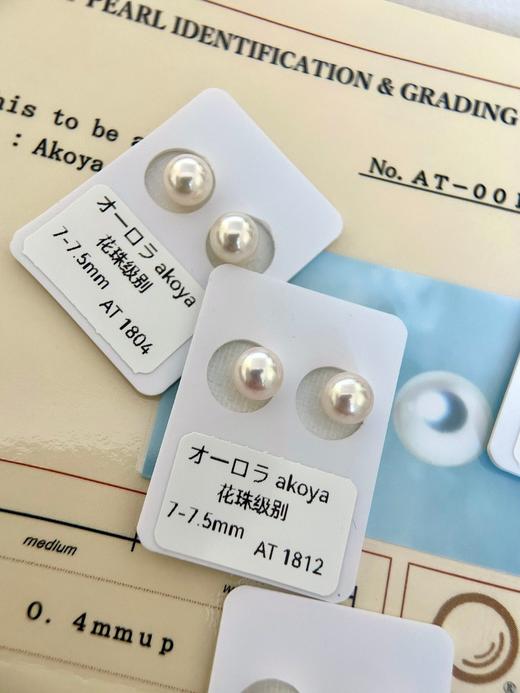 PEARL IDENTIFICATION & GRADING
his to be a
: Akoya
No. AT-001
オーロラ akoya
花珠级别
7-7.5mm
AT 1804
オーロラ akoya
花珠级别
7-7.5mm
AT 1812
medium
0. 4mmup
®